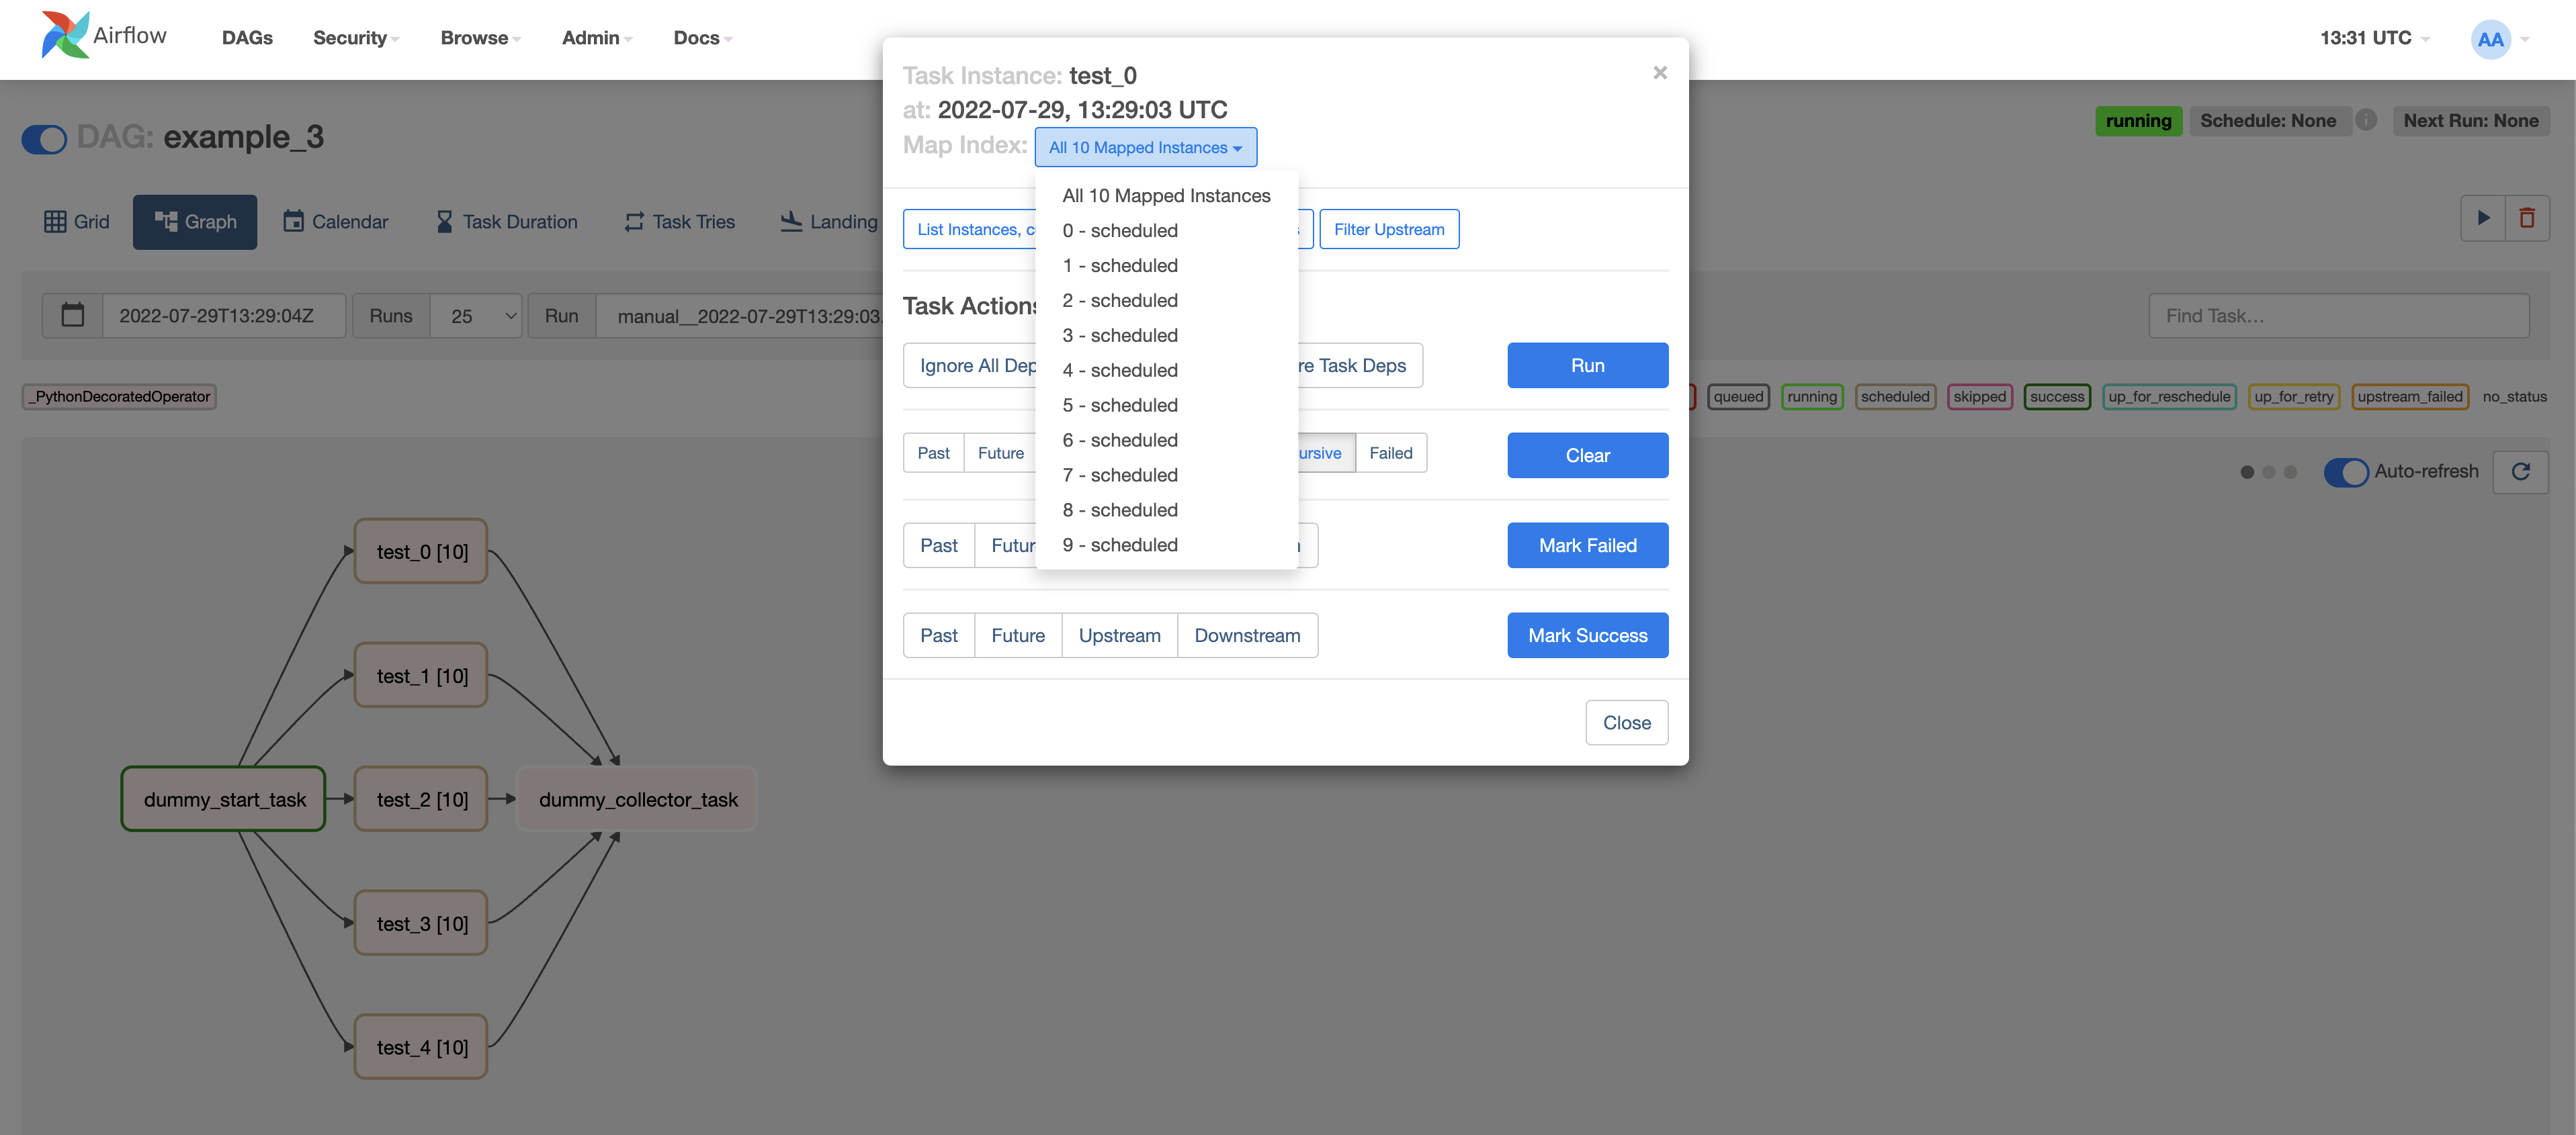 Airflow
DAGs
Security
Browse
Admin
Docs
13:31 UTC
AA
DAG: example_3
running
Schedule: None
Next Run: None
Grid
Graph
Calendar
Task Duration
Task Tries
Landing
2022-07-29T13:29:04Z
Runs
25
Run
manual__2022-07-29T13:29:03.
Find Task…
_PythonDecoratedOperator
queued
running
scheduled
skipped
success
up_for_reschedule
up_for_retry
upstream_failed
no_status
Auto-refresh
test_0 [10]
test_1 [10]
dummy_start_task
test_2 [10]
dummy_collector_task
test_3 [10]
test_4 [10]
Task Instance: test_0
×
at: 2022-07-29, 13:29:03 UTC
Map Index: All 10 Mapped Instances
All 10 Mapped Instances
0 - scheduled
1 - scheduled
2 - scheduled
3 - scheduled
4 - scheduled
5 - scheduled
6 - scheduled
7 - scheduled
8 - scheduled
9 - scheduled
List Instances,
Filter Upstream
Task Actions
Ignore All Dep
re Task Deps
Run
Past
Future
ursive
Failed
Clear
Past
Futur
Mark Failed
Past
Future
Upstream
Downstream
Mark Success
Close